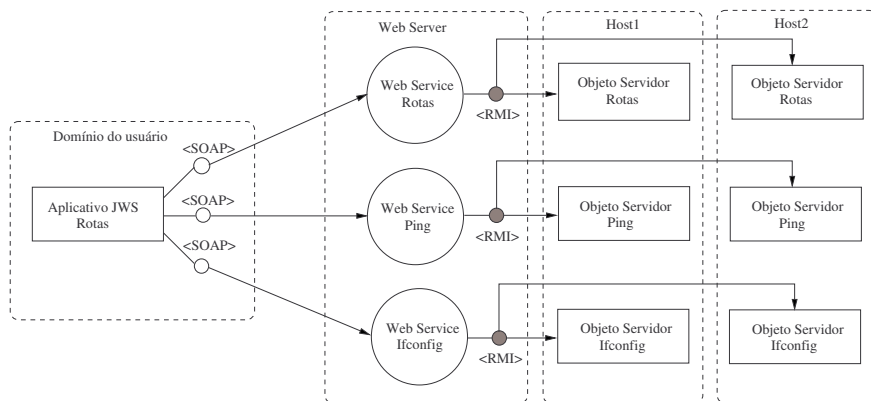 Web Server
Host1
Host2
Domínio do usuário
Aplicativo JWS
Rotas
<SOAP>
<SOAP>
<SOAP>
Web Service
Rotas
<RMI>
Objeto Servidor
Rotas
Objeto Servidor
Rotas
Web Service
Ping
<RMI>
Objeto Servidor
Ping
Objeto Servidor
Ping
Web Service
Ifconfig
<RMI>
Objeto Servidor
Ifconfig
Objeto Servidor
Ifconfig